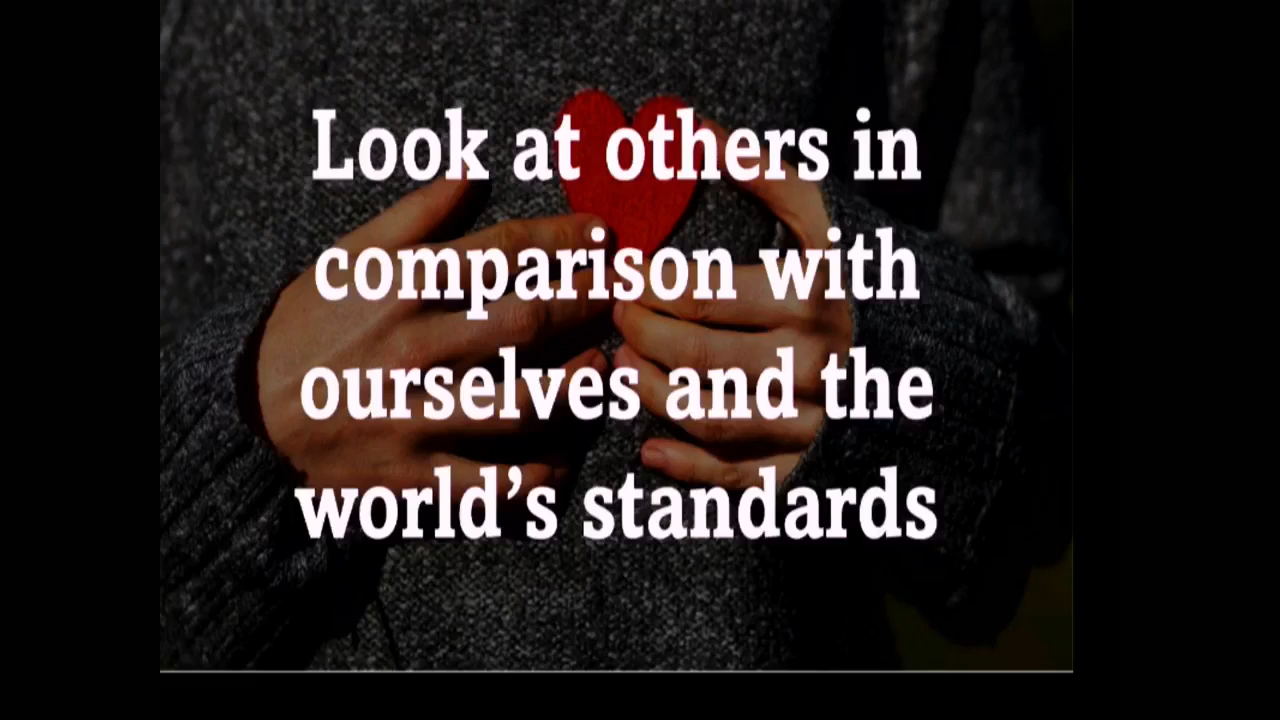 Look at others in
comparison with
ourselves and the
world’s standards